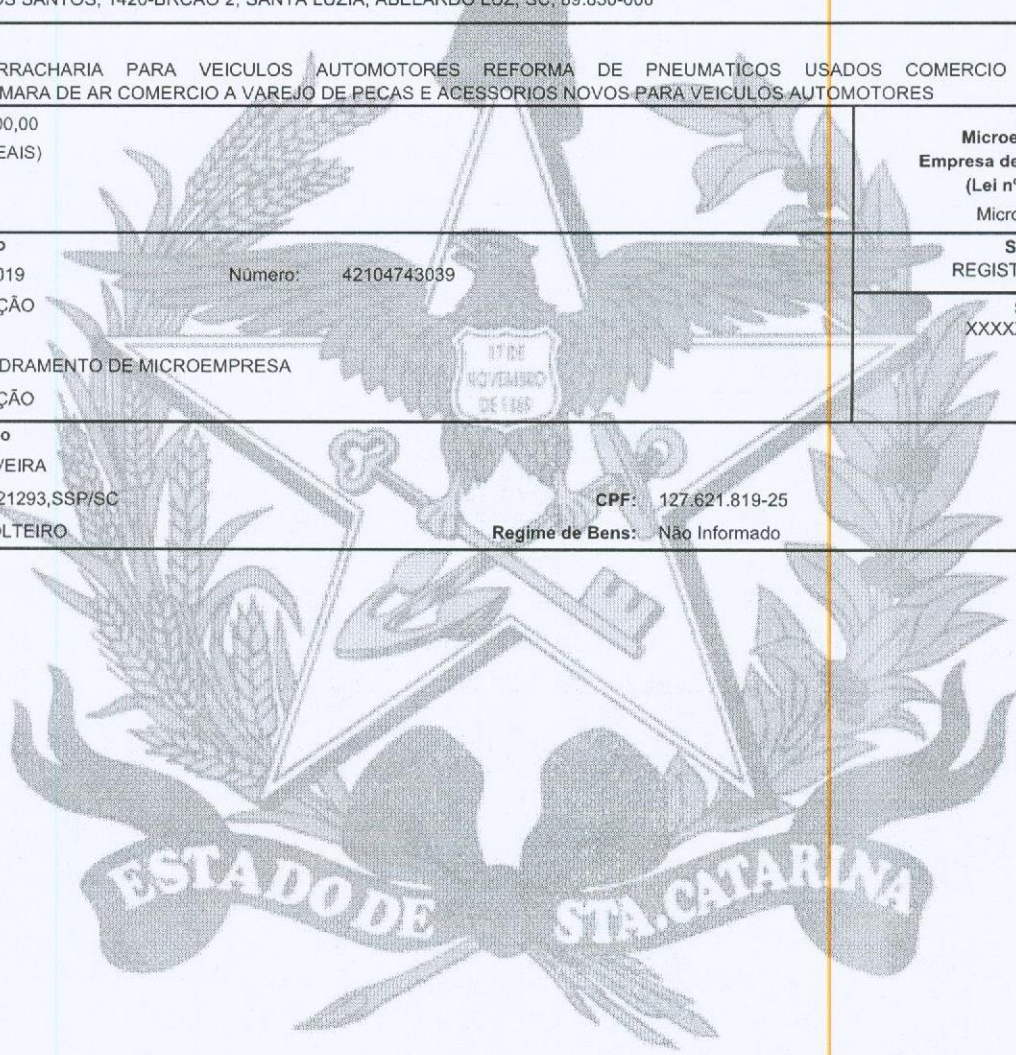 OS SANTOS, 1420-BRCAO 2, SANTA LUZIA, ABELARDO LUZ, SC, 89.830-000
RRACHARIA PARA VEICULOS AUTOMOTORES REFORMA DE PNEUMATICOS USADOS COMERCIO
MARA DE AR COMERCIO A VAREJO DE PECAS E ACESSORIOS NOVOS PARA VEICULOS AUTOMOTORES
00,00
EAIS)
Microe
Empresa de
(Lei nº
Micro
o
019
Número: 42104743039
ÇÃO
DRAMENTO DE MICROEMPRESA
ÇÃO
S
REGIST
XXXX
o
VEIRA
21293,SSP/SC
CPF: 127.621.819-25
OLTEIRO
Regime de Bens: Não Informado
17 DE
NOVEMBRO
DE 1889
ESTADO DE STA.CATARINA